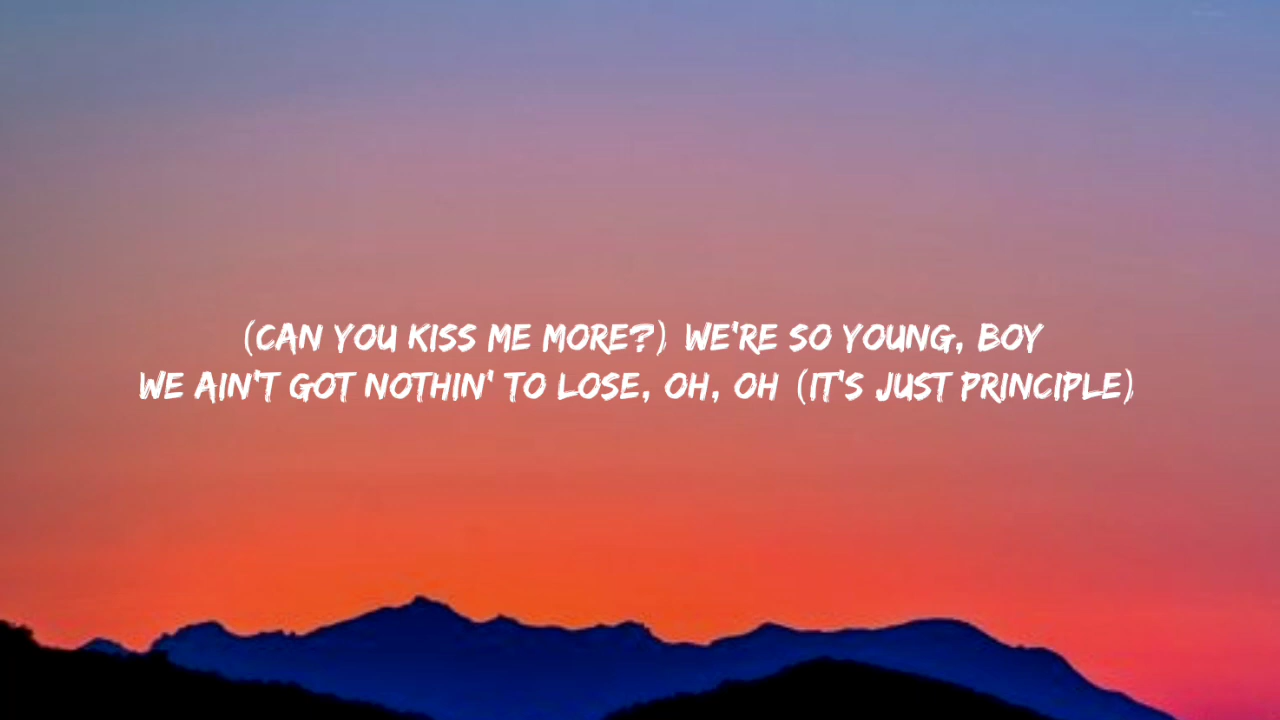 (CAN YOU KISS ME MORE?) WE'RE SO YOUNG, BOY
WE AIN'T GOT NOTHIN' TO LOSE, OH, OH (IT'S JUST PRINCIPLE)